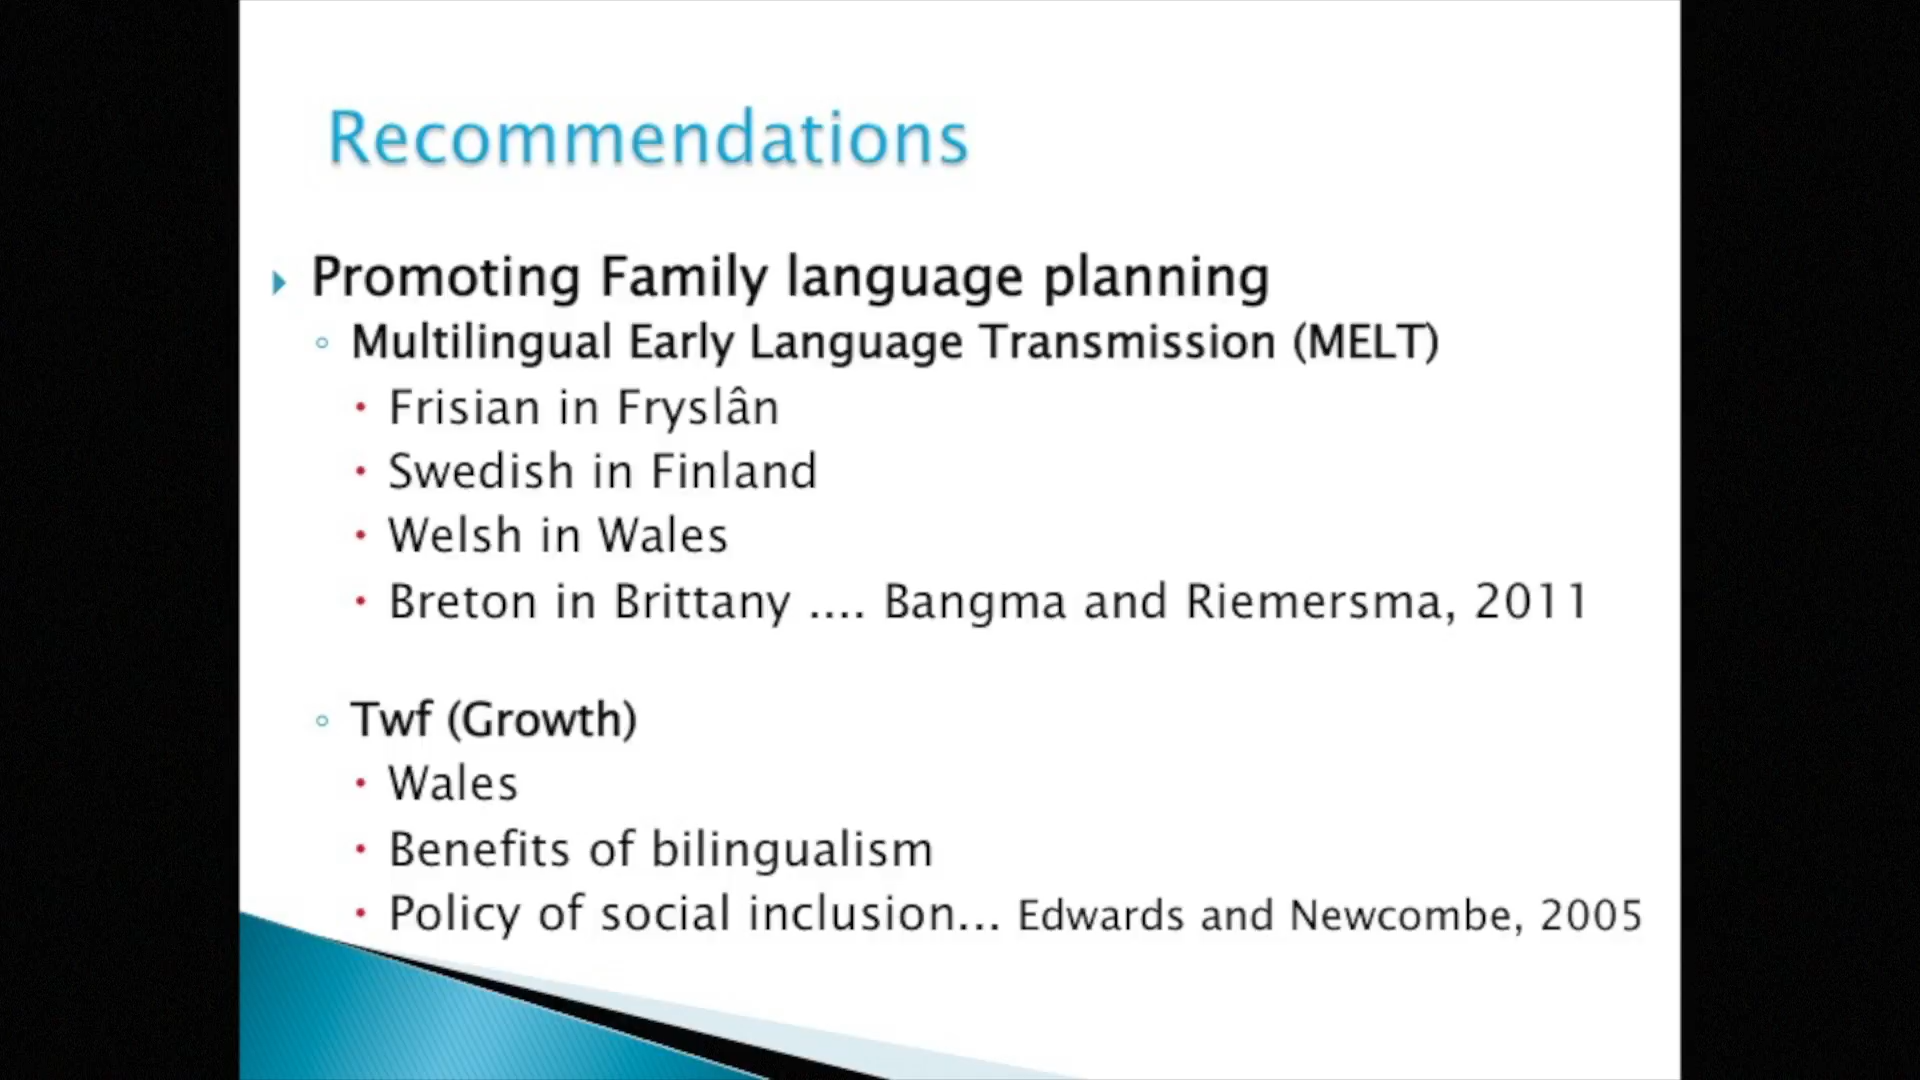 Recommendations
Promoting Family language planning
Multilingual Early Language Transmission (MELT)
Frisian in Fryslân
Swedish in Finland
Welsh in Wales
Breton in Brittany .... Bangma and Riemersma, 2011
Twf (Growth)
Wales
Benefits of bilingualism
Policy of social inclusion... Edwards and Newcombe, 2005